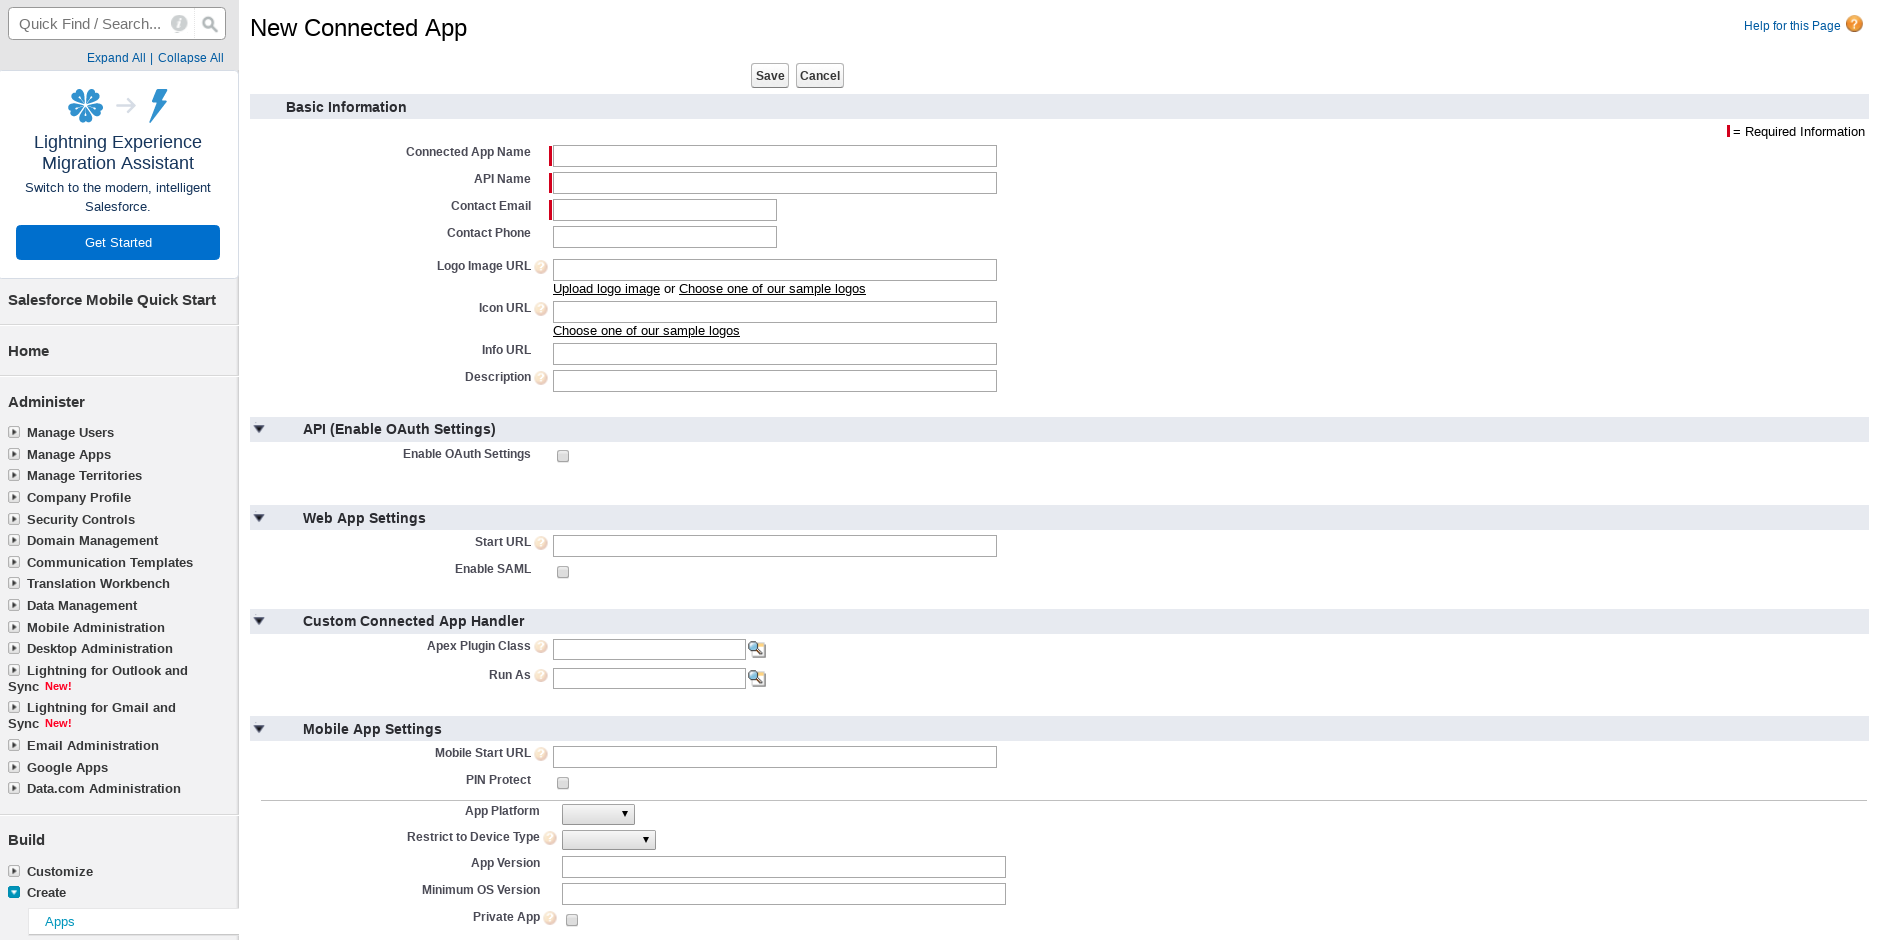 Quick Find / Search...
Expand All | Collapse All
Lightning Experience
Migration Assistant
Switch to the modern, intelligent
Salesforce.
Get Started
Salesforce Mobile Quick Start
Home
Administer
Manage Users
Manage Apps
Manage Territories
Company Profile
Security Controls
Domain Management
Communication Templates
Translation Workbench
Data Management
Mobile Administration
Desktop Administration
Lightning for Outlook and
Sync New!
Lightning for Gmail and
Sync New!
Email Administration
Google Apps
Data.com Administration
Build
Customize
Create
Apps
New Connected App
Help for this Page ?
Save Cancel
Basic Information
= Required Information
Connected App Name
API Name
Contact Email
Contact Phone
Logo Image URL ?
Upload logo image or Choose one of our sample logos
Icon URL ?
Choose one of our sample logos
Info URL
Description ?
API (Enable OAuth Settings)
Enable OAuth Settings
Web App Settings
Start URL ?
Enable SAML
Custom Connected App Handler
Apex Plugin Class ?
Run As ?
Mobile App Settings
Mobile Start URL ?
PIN Protect
App Platform
Restrict to Device Type ?
App Version
Minimum OS Version
Private App ?